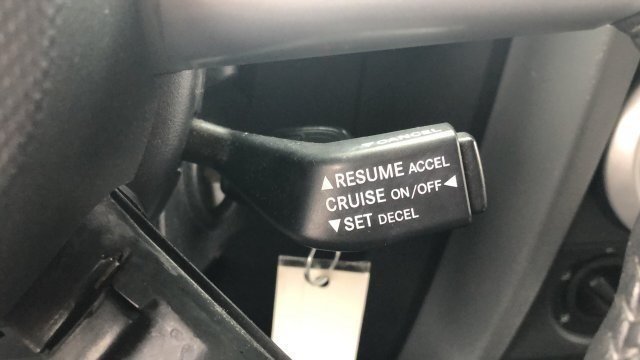 ▼CANCEL
▲RESUME ACCEL
CRUISE ON/OFF◀
▼SET DECEL